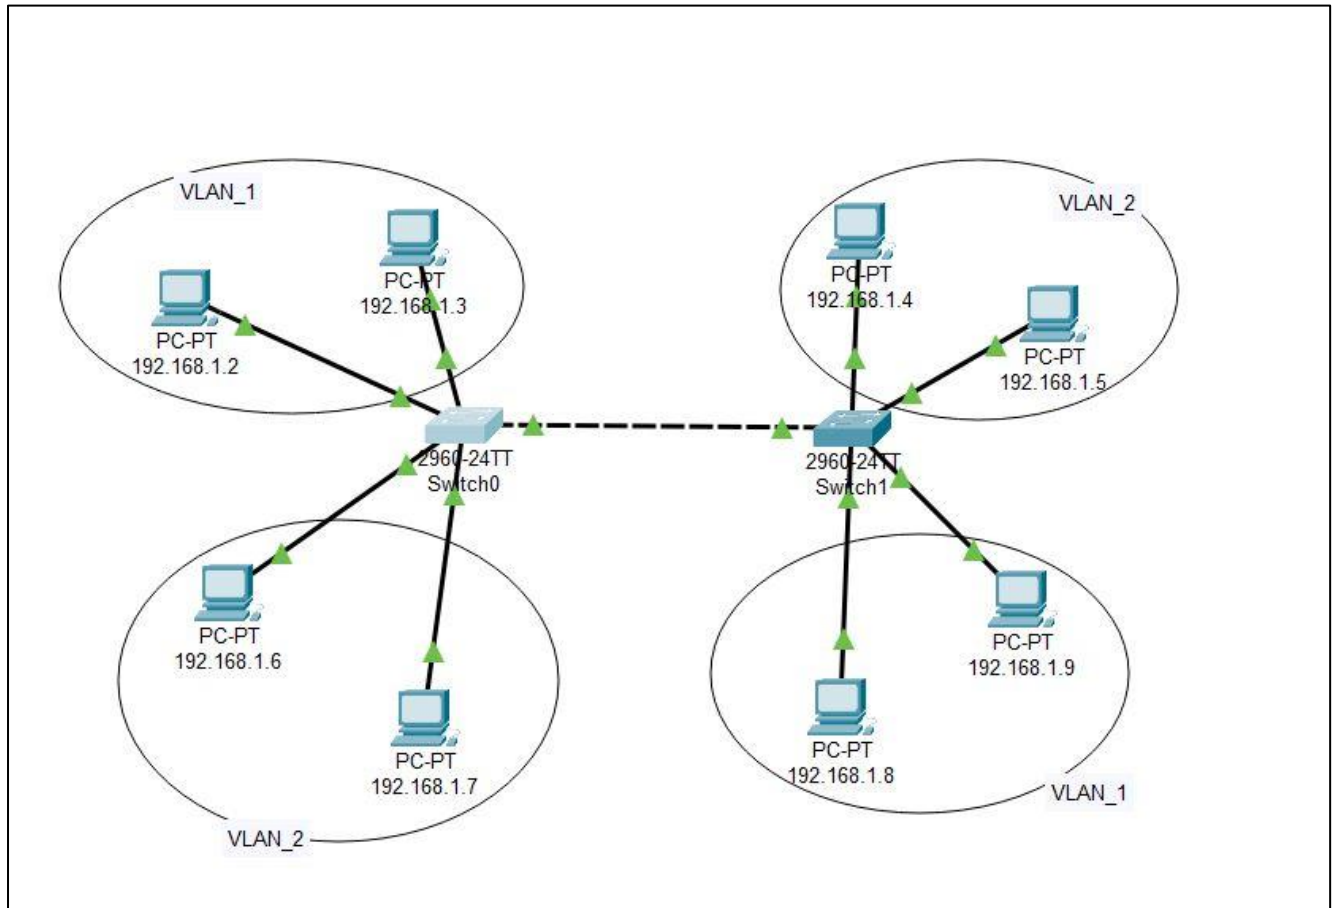 VLAN_1
PC-PT
192.168.1.3
PC-PT
192.168.1.2
VLAN_2
PC-PT
192.168.1.4
PC-PT
192.168.1.5
2960-24TT
Switch0
2960-24TT
Switch1
PC-PT
192.168.1.6
PC-PT
192.168.1.7
VLAN_2
PC-PT
192.168.1.9
PC-PT
192.168.1.8
VLAN_1